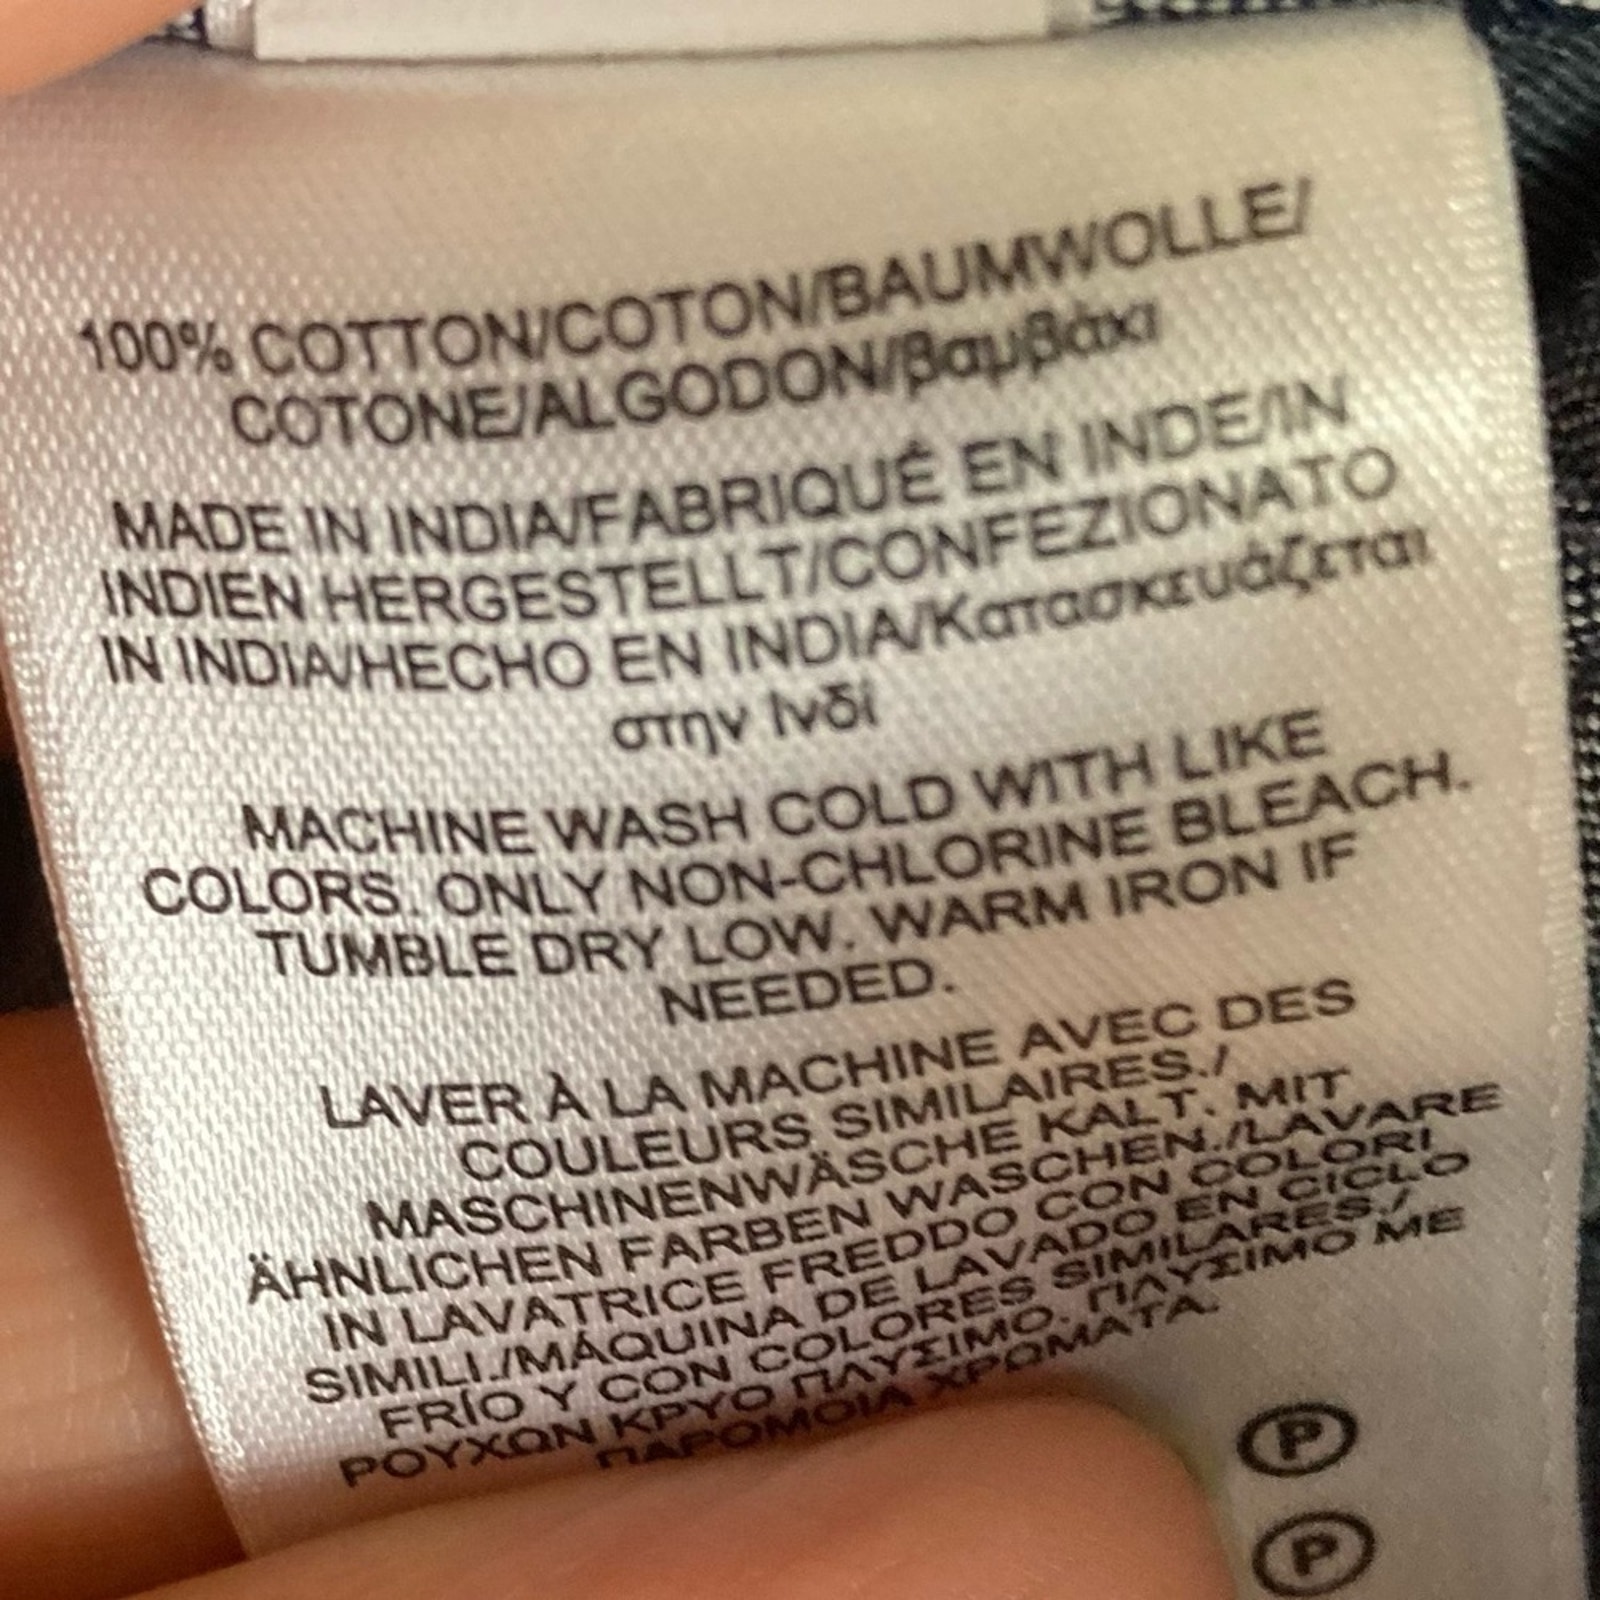 100% COTTON/COTON/BAUMWOLLE/
COTONE/ALGODON/βαμβάκι
MADE IN INDIA/FABRIQUÉ EN INDE/IN
INDIEN HERGESTELLT/CONFEZIONATO
IN INDIA/HECHO EN INDIA/Κατασκευάζεται
στην Ινδί
MACHINE WASH COLD WITH LIKE
COLORS. ONLY NON-CHLORINE BLEACH.
TUMBLE DRY LOW. WARM IRON IF
NEEDED.
LAVER À LA MACHINE AVEC DES
COULEURS SIMILAIRES./
MASCHINENWÄSCHE KALT. MIT
ÄHNLICHEN FARBEN WASCHEN./LAVARE
IN LAVATRICE FREDDO CON COLORI
SIMILI./MÁQUINA DE LAVADO EN CICLO
FRÍO Y CON COLORES SIMILARES./
ΡΟΥΧΩΝ ΚΡΥΟ ΠΛΥΣΙΜΟ. ΠΛΥΣΙΜΟ ΜΕ
ΠΑΡΟΜΟΙΑ ΧΡΩΜΑΤΑ.
P
P